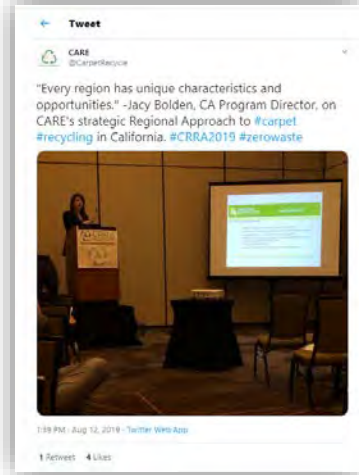 ← Tweet
CARE
@CarpetRecycle
"Every region has unique characteristics and
opportunities." -Jacy Bolden, CA Program Director, on
CARE's strategic Regional Approach to #carpet
#recycling in California. #CRRA2019 #zerowaste
1:39 PM · Aug 12, 2019 · Twitter Web App
1 Retweet 4 Likes